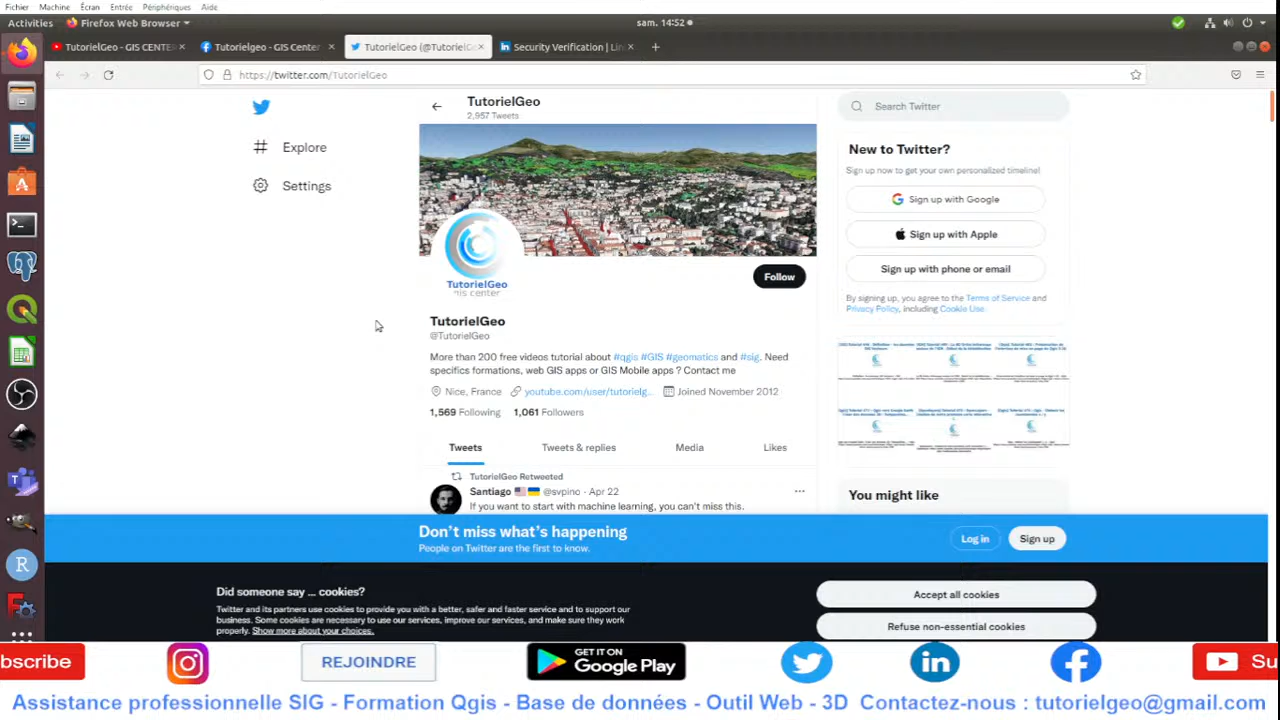 Fichier Machine Écran Entrée Périphériques Aide
Activities Firefox Web Browser sam. 14:52
TutorielGeo - GIS CENTE
Tutorielgeo - GIS Center
TutorielGeo (@TutorielG
Security Verification | Lin
https://twitter.com/TutorielGeo
TutorielGeo
2,957 Tweets
Search Twitter
Explore
Settings
New to Twitter?
Sign up now to get your own personalized timeline!
Sign up with Google
Sign up with Apple
Sign up with phone or email
By signing up, you agree to the Terms of Service and
Privacy Policy, including Cookie Use.
TutorielGeo
gis center
Follow
TutorielGeo
@TutorielGeo
More than 200 free videos tutorial about #qgis #GIS #geomatics and #sig. Need
specifics formations, web GIS apps or GIS Mobile apps ? Contact me
Nice, France youtube.com/user/tutorielg... Joined November 2012
1,569 Following 1,061 Followers
Tweets Tweets & replies Media Likes
TutorielGeo Retweeted
Santiago @svpino · Apr 22
If you want to start with machine learning, you can't miss this.
You might like
Don't miss what's happening
People on Twitter are the first to know.
Log in
Sign up
Did someone say … cookies?
Twitter and its partners use cookies to provide you with a better, safer and faster service and to support our
business. Some cookies are necessary to use our services, improve our services, and make sure they work
properly. Show more about your choices.
Accept all cookies
Refuse non-essential cookies
bscribe
REJOINDRE
GET IT ON
Google Play
Su
Assistance professionnelle SIG - Formation Qgis - Base de données - Outil Web - 3D Contactez-nous : tutorielgeo@gmail.com